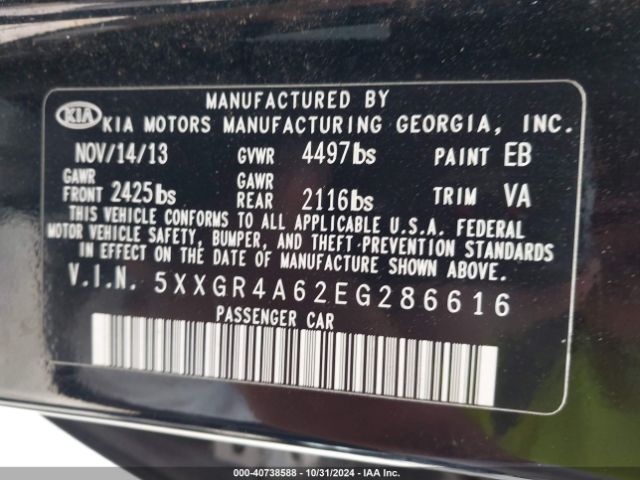 MANUFACTURED BY
KIA KIA MOTORS MANUFACTURING GEORGIA, INC.
NOV/14/13 GVWR 4497lbs PAINT EB
GAWR FRONT 2425lbs GAWR REAR 2116lbs TRIM VA
THIS VEHICLE CONFORMS TO ALL APPLICABLE U.S.A. FEDERAL
MOTOR VEHICLE SAFETY, BUMPER, AND THEFT PREVENTION STANDARDS
IN EFFECT ON THE DATE OF MANUFACTURE SHOWN ABOVE.
V.I.N. 5XXGR4A62EG286616
PASSENGER CAR
000-40738588 - 10/31/2024 - IAA Inc.